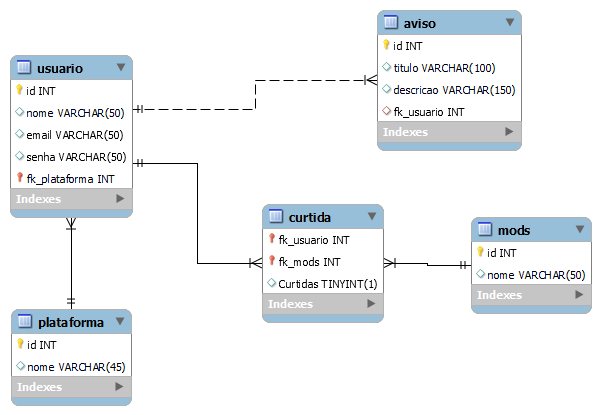 aviso
id INT
titulo VARCHAR(100)
descricao VARCHAR(150)
fk_usuario INT
Indexes
usuario
id INT
nome VARCHAR(50)
email VARCHAR(50)
senha VARCHAR(50)
fk_plataforma INT
Indexes
curtida
fk_usuario INT
fk_mods INT
Curtidas TINYINT(1)
Indexes
mods
id INT
nome VARCHAR(50)
Indexes
plataforma
id INT
nome VARCHAR(45)
Indexes